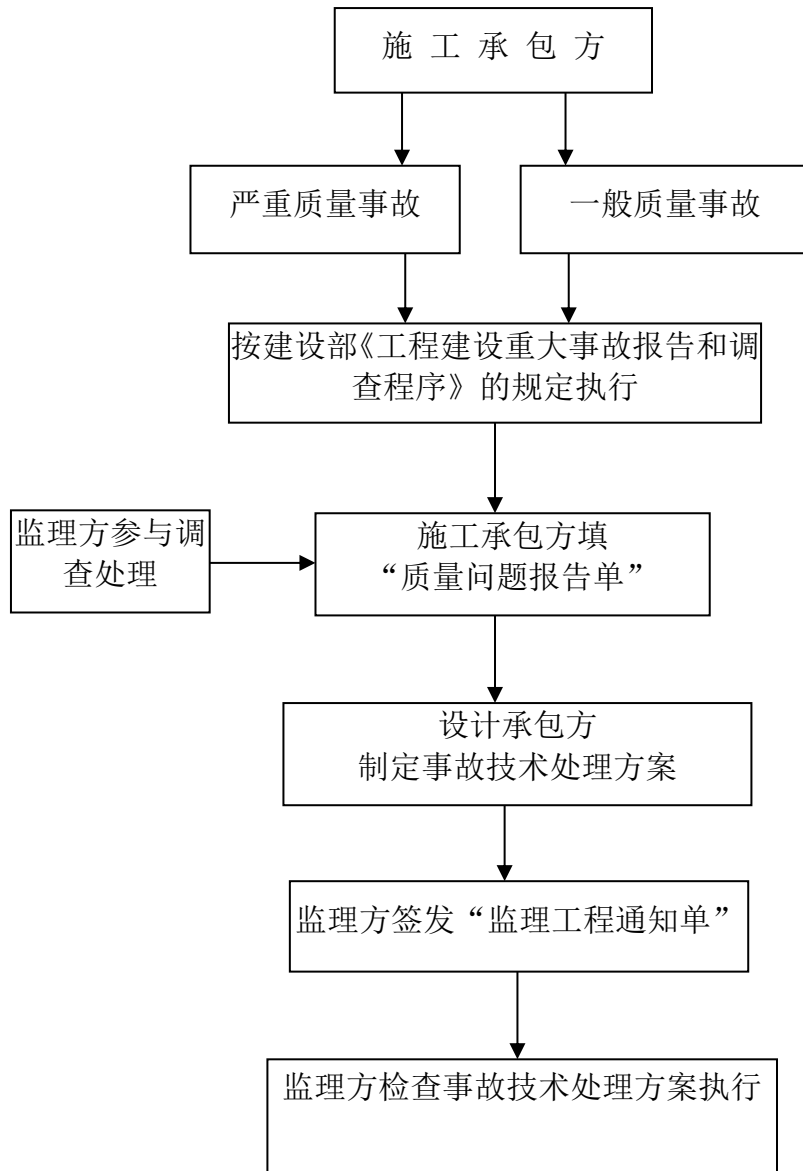 施 工 承 包 方
严重质量事故
一般质量事故
按建设部《工程建设重大事故报告和调
查程序》的规定执行
监理方参与调
查处理
施工承包方填
“质量问题报告单”
设计承包方
制定事故技术处理方案
监理方签发“监理工程通知单”
监理方检查事故技术处理方案执行